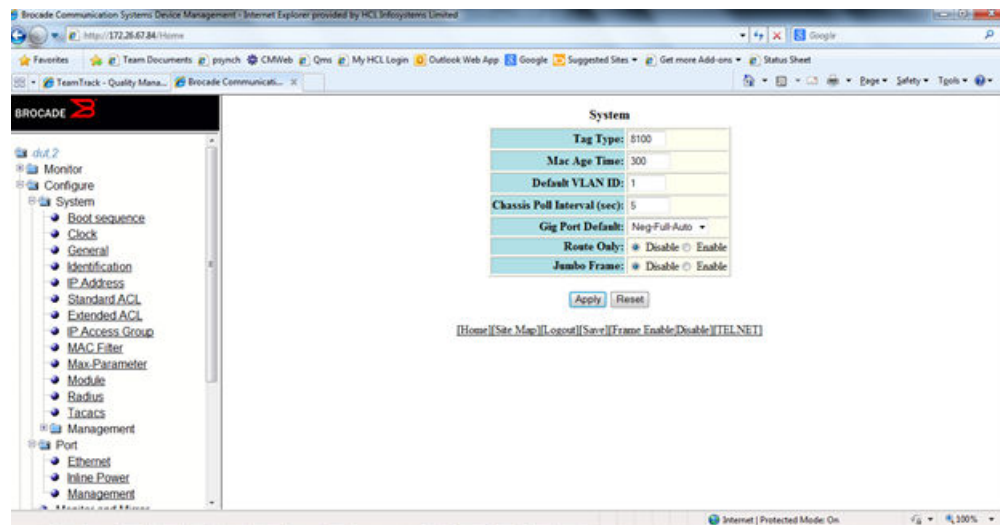 Brocade Communication Systems Device Management - Internet Explorer provided by HCL Infosystems Limited
http://172.26.67.84/Home
Google
Favorites Team Documents psynch CMWeb Qms My HCL Login Outlook Web App Google Suggested Sites Get more Add-ons Status Sheet
TeamTrack - Quality Mana... Brocade Communicati...
Page Safety Tools
BROCADE
dut.2
Monitor
Configure
System
Boot sequence
Clock
General
Identification
IP Address
Standard ACL
Extended ACL
IP Access Group
MAC Filter
Max-Parameter
Module
Radius
Tacacs
Management
Port
Ethernet
Inline Power
Management
Monitor and Mirror
System
Tag Type: 8100
Mac Age Time: 300
Default VLAN ID: 1
Chassis Poll Interval (sec): 5
Gig Port Default: Neg-Full-Auto
Route Only: Disable Enable
Jumbo Frame: Disable Enable
Apply Reset
[Home][Site Map][Logout][Save][Frame Enable|Disable][TELNET]
Internet | Protected Mode: On
100%